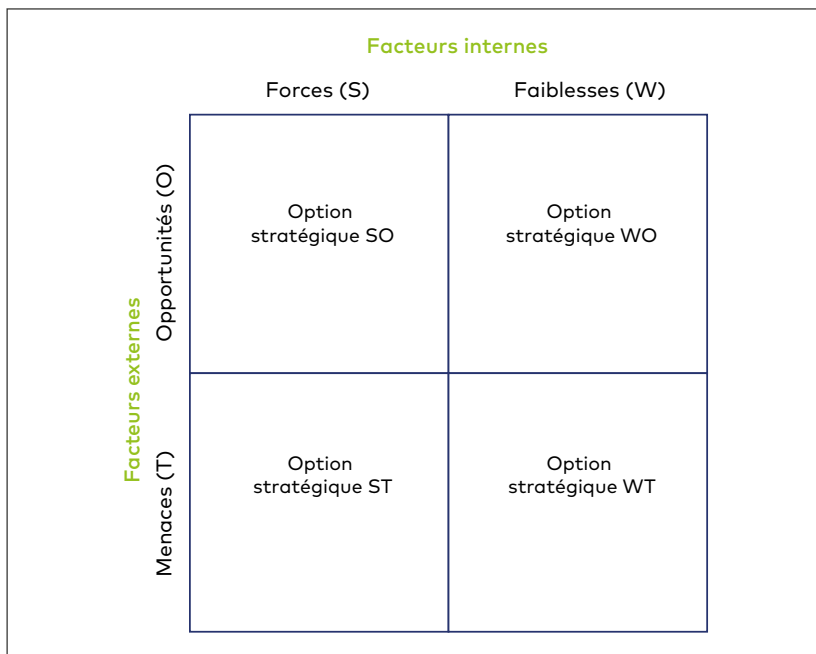 Facteurs internes
Forces (S)
Faiblesses (W)
Facteurs externes
Opportunités (O)
Option
stratégique SO
Option
stratégique WO
Menaces (T)
Option
stratégique ST
Option
stratégique WT